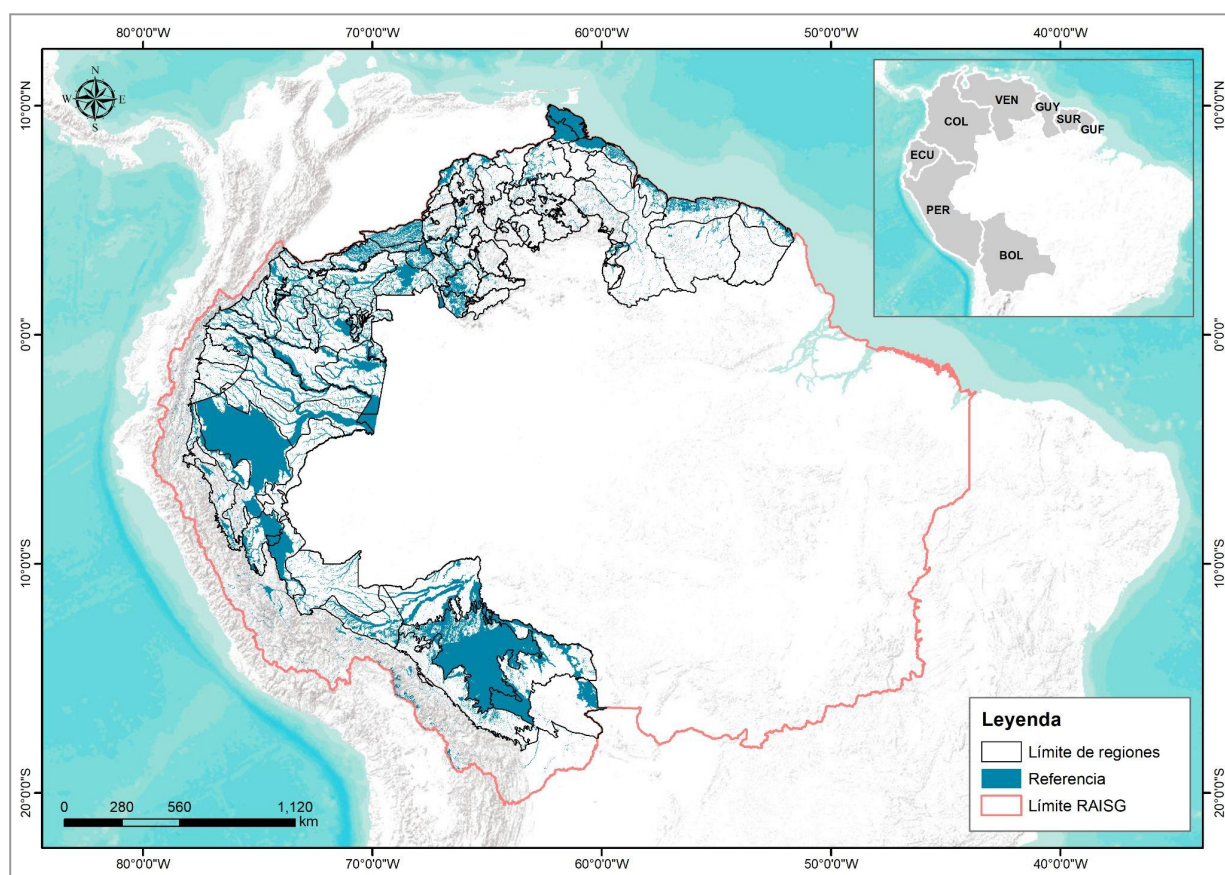 80°0'0"W 70°0'0"W 60°0'0"W 50°0'0"W 40°0'0"W
N
W E
S
10°0'0"N
10°0'0"N
VEN
GUY
COL
SUR
GUF
ECU
PER
BOL
0°0'0"
0°0'0"
10°0'0"S
10°0'0"S
Leyenda
Límite de regiones
Referencia
Límite RAISG
20°0'0"S
20°0'0"S
0 280 560 1,120
km
80°0'0"W 70°0'0"W 60°0'0"W 50°0'0"W 40°0'0"W